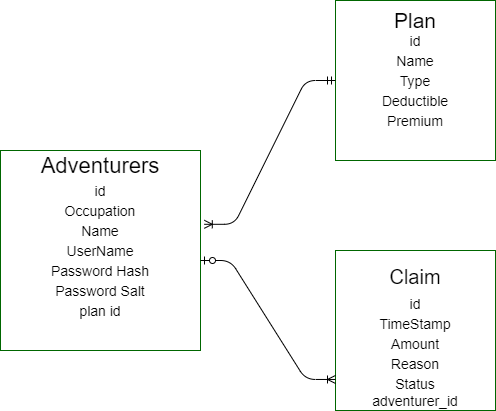 Plan
id
Name
Type
Deductible
Premium
Adventurers
id
Occupation
Name
UserName
Password Hash
Password Salt
plan id
Claim
id
TimeStamp
Amount
Reason
Status
adventurer_id